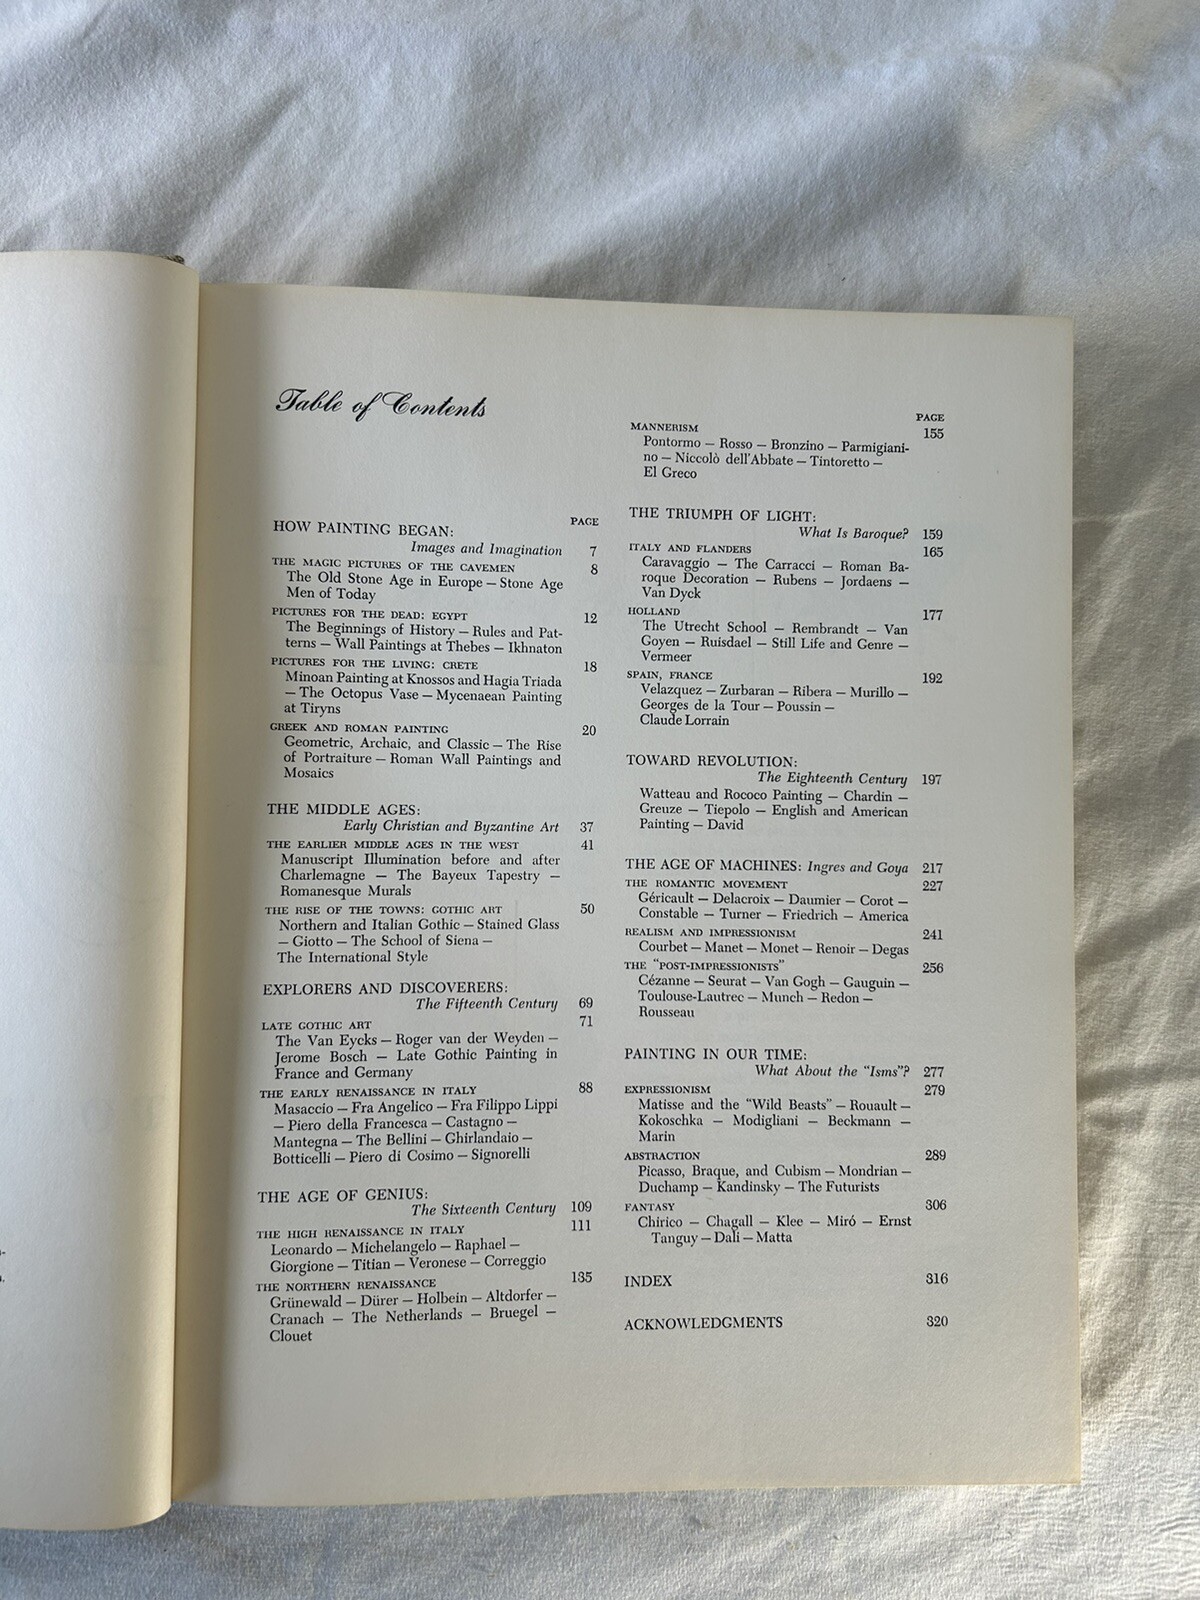 Table of Contents
PAGE
HOW PAINTING BEGAN:
Images and Imagination 7
THE MAGIC PICTURES OF THE CAVEMEN 8
The Old Stone Age in Europe — Stone Age
Men of Today
PICTURES FOR THE DEAD: EGYPT 12
The Beginnings of History — Rules and Pat-
terns — Wall Paintings at Thebes — Ikhnaton
PICTURES FOR THE LIVING: CRETE 18
Minoan Painting at Knossos and Hagia Triada
— The Octopus Vase — Mycenaean Painting
at Tiryns
GREEK AND ROMAN PAINTING 20
Geometric, Archaic, and Classic — The Rise
of Portraiture — Roman Wall Paintings and
Mosaics
THE MIDDLE AGES:
Early Christian and Byzantine Art 37
THE EARLIER MIDDLE AGES IN THE WEST 41
Manuscript Illumination before and after
Charlemagne — The Bayeux Tapestry —
Romanesque Murals
THE RISE OF THE TOWNS: GOTHIC ART 50
Northern and Italian Gothic — Stained Glass
— Giotto — The School of Siena —
The International Style
EXPLORERS AND DISCOVERERS:
The Fifteenth Century 69
LATE GOTHIC ART 71
The Van Eycks — Roger van der Weyden —
Jerome Bosch — Late Gothic Painting in
France and Germany
THE EARLY RENAISSANCE IN ITALY 88
Masaccio — Fra Angelico — Fra Filippo Lippi
— Piero della Francesca — Castagno —
Mantegna — The Bellini — Ghirlandaio —
Botticelli — Piero di Cosimo — Signorelli
THE AGE OF GENIUS:
The Sixteenth Century 109
THE HIGH RENAISSANCE IN ITALY 111
Leonardo — Michelangelo — Raphael —
Giorgione — Titian — Veronese — Correggio
THE NORTHERN RENAISSANCE 135
Grünewald — Dürer — Holbein — Altdorfer —
Cranach — The Netherlands — Bruegel —
Clouet
PAGE
MANNERISM 155
Pontormo — Rosso — Bronzino — Parmigiani-
no — Niccolò dell'Abbate — Tintoretto —
El Greco
THE TRIUMPH OF LIGHT:
What Is Baroque? 159
ITALY AND FLANDERS 165
Caravaggio — The Carracci — Roman Ba-
roque Decoration — Rubens — Jordaens —
Van Dyck
HOLLAND 177
The Utrecht School — Rembrandt — Van
Goyen — Ruisdael — Still Life and Genre —
Vermeer
SPAIN, FRANCE 192
Velazquez — Zurbaran — Ribera — Murillo —
Georges de la Tour — Poussin —
Claude Lorrain
TOWARD REVOLUTION:
The Eighteenth Century 197
Watteau and Rococo Painting — Chardin —
Greuze — Tiepolo — English and American
Painting — David
THE AGE OF MACHINES: Ingres and Goya 217
THE ROMANTIC MOVEMENT 227
Géricault — Delacroix — Daumier — Corot —
Constable — Turner — Friedrich — America
REALISM AND IMPRESSIONISM 241
Courbet — Manet — Monet — Renoir — Degas
THE "POST-IMPRESSIONISTS" 256
Cézanne — Seurat — Van Gogh — Gauguin —
Toulouse-Lautrec — Munch — Redon —
Rousseau
PAINTING IN OUR TIME:
What About the "Isms"? 277
EXPRESSIONISM 279
Matisse and the "Wild Beasts" — Rouault —
Kokoschka — Modigliani — Beckmann —
Marin
ABSTRACTION 289
Picasso, Braque, and Cubism — Mondrian —
Duchamp — Kandinsky — The Futurists
FANTASY 306
Chirico — Chagall — Klee — Miró — Ernst
Tanguy — Dali — Matta
INDEX 316
ACKNOWLEDGMENTS 320